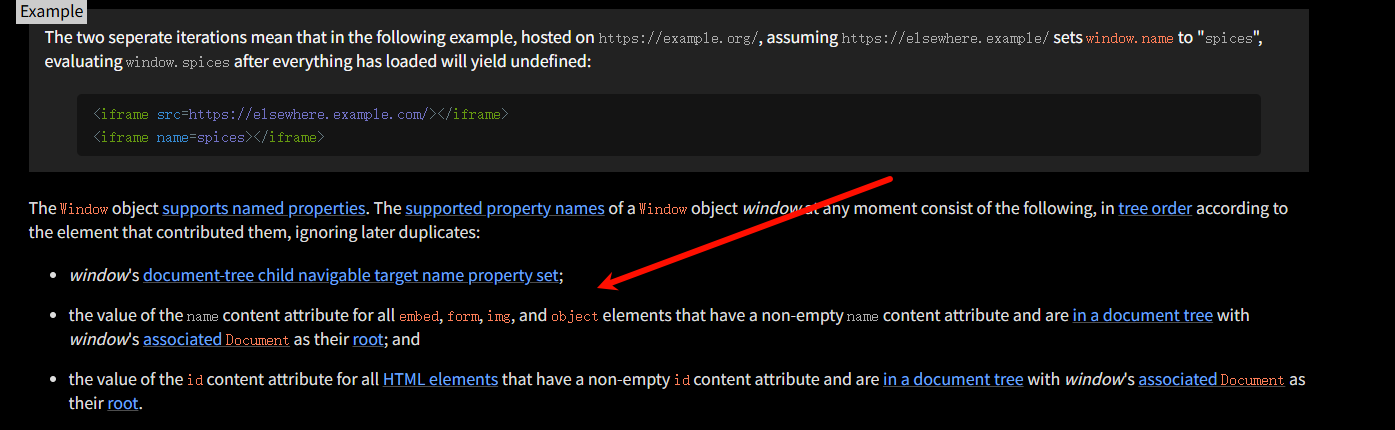 Example
The two seperate iterations mean that in the following example, hosted on https://example.org/, assuming https://elsewhere.example/ sets window.name to "spices",
evaluating window.spices after everything has loaded will yield undefined:
<iframe src=https://elsewhere.example.com/></iframe>
<iframe name=spices></iframe>
The Window object supports named properties. The supported property names of a Window object window at any moment consist of the following, in tree order according to
the element that contributed them, ignoring later duplicates:
• window's document-tree child navigable target name property set;
• the value of the name content attribute for all embed, form, img, and object elements that have a non-empty name content attribute and are in a document tree with
window's associated Document as their root; and
• the value of the id content attribute for all HTML elements that have a non-empty id content attribute and are in a document tree with window's associated Document as
their root.